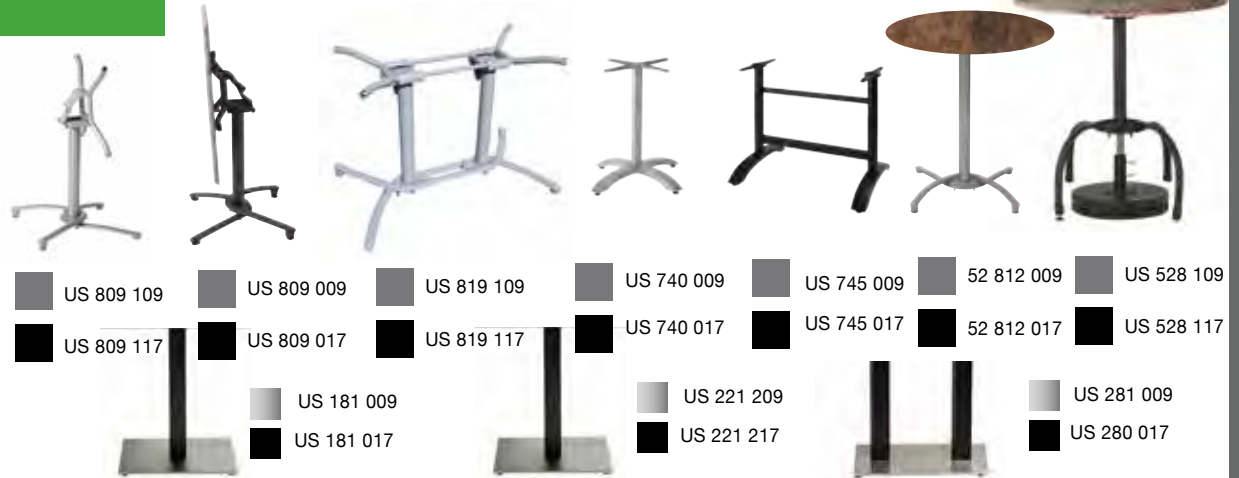 US 809 109
US 809 009
US 819 109
US 740 009
US 745 009
52 812 009
US 528 109
US 809 117
US 809 017
US 819 117
US 740 017
US 745 017
52 812 017
US 528 117
US 181 009
US 221 209
US 281 009
US 181 017
US 221 217
US 280 017